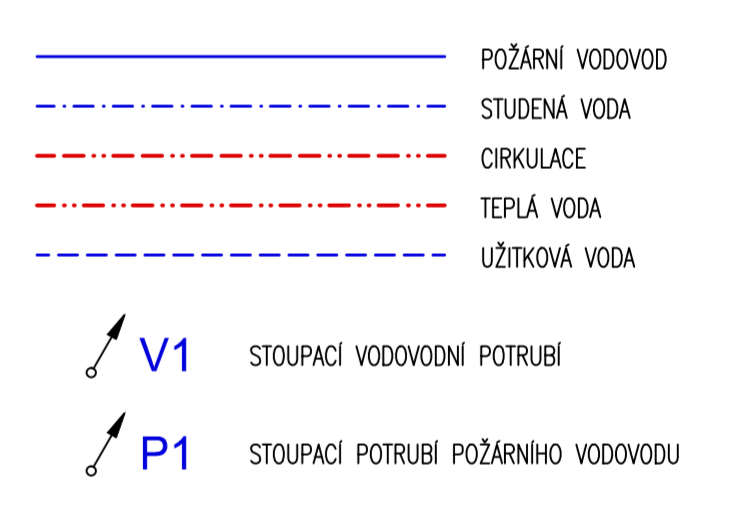 POŽÁRNÍ VODOVOD
STUDENÁ VODA
CIRKULACE
TEPLÁ VODA
UŽITKOVÁ VODA
V1 STOUPACÍ VODOVODNÍ POTRUBÍ
P1 STOUPACÍ POTRUBÍ POŽÁRNÍHO VODOVODU